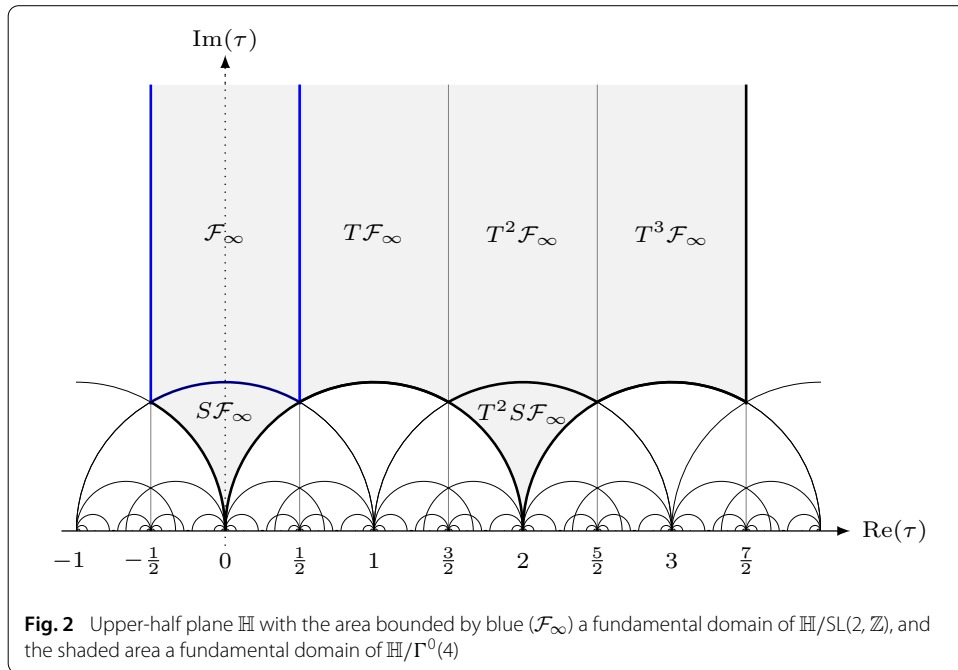 Im(τ)
𝓕∞ T𝓕∞ T²𝓕∞ T³𝓕∞
S𝓕∞ T²S𝓕∞
Re(τ)
−1 −1/2 0 1/2 1 3/2 2 5/2 3 7/2
Fig. 2 Upper-half plane ℍ with the area bounded by blue (𝓕∞) a fundamental domain of ℍ/SL(2, ℤ), and
the shaded area a fundamental domain of ℍ/Γ⁰(4)